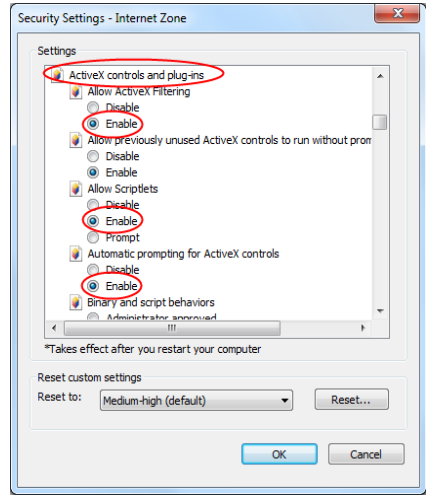 Security Settings - Internet Zone
Settings
ActiveX controls and plug-ins
Allow ActiveX Filtering
Disable
Enable
Allow previously unused ActiveX controls to run without prom
Disable
Enable
Allow Scriptlets
Disable
Enable
Prompt
Automatic prompting for ActiveX controls
Disable
Enable
Binary and script behaviors
Administrator approved
*Takes effect after you restart your computer
Reset custom settings
Reset to: Medium-high (default) Reset...
OK Cancel